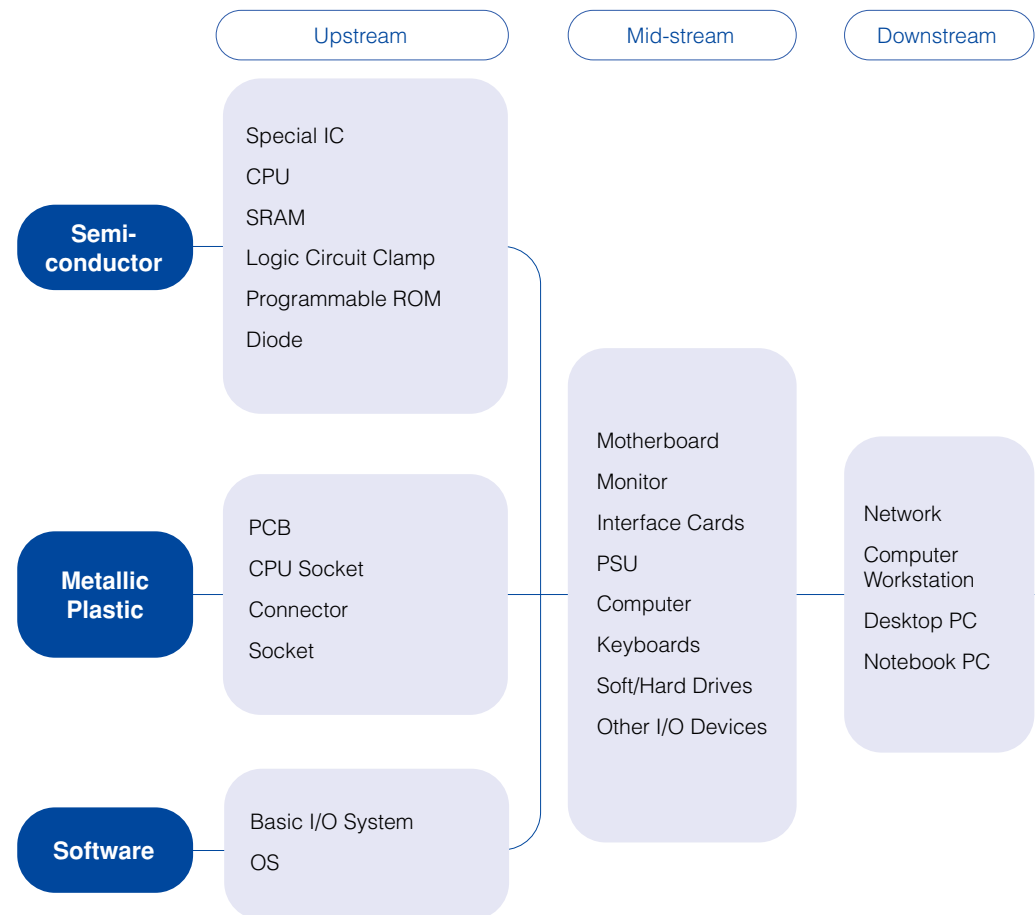 Upstream
Mid-stream
Downstream
Semi-
conductor
Special IC
CPU
SRAM
Logic Circuit Clamp
Programmable ROM
Diode
Metallic
Plastic
PCB
CPU Socket
Connector
Socket
Software
Basic I/O System
OS
Motherboard
Monitor
Interface Cards
PSU
Computer
Keyboards
Soft/Hard Drives
Other I/O Devices
Network
Computer
Workstation
Desktop PC
Notebook PC